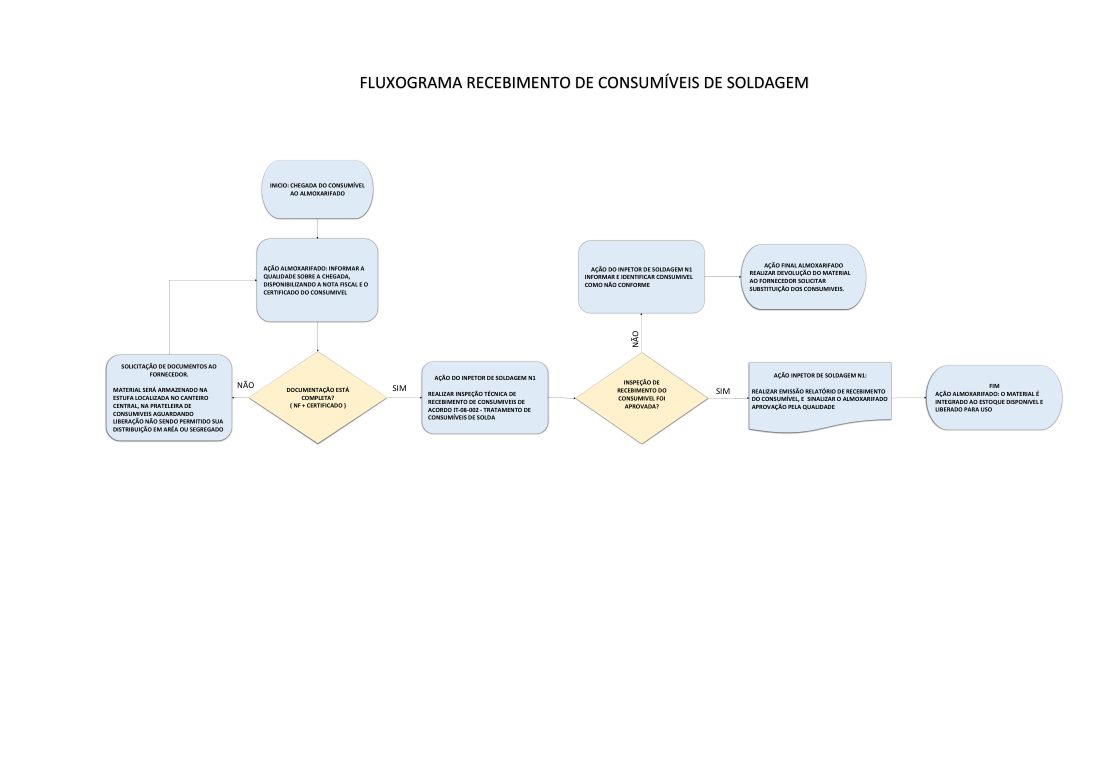 FLUXOGRAMA RECEBIMENTO DE CONSUMÍVEIS DE SOLDAGEM
INICIO: CHEGADA DO CONSUMÍVEL
AO ALMOXARIFADO
AÇÃO ALMOXARIFADO: INFORMAR A
QUALIDADE SOBRE A CHEGADA,
DISPONIBILIZANDO A NOTA FISCAL E O
CERTIFICADO DO CONSUMIVEL
SOLICITAÇÃO DE DOCUMENTOS AO
FORNECEDOR.
MATERIAL SERÁ ARMAZENADO NA
ESTUFA LOCALIZADA NO CANTEIRO
CENTRAL, NA PRATELEIRA DE
CONSUMIVEIS AGUARDANDO
LIBERAÇÃO NÃO SENDO PERMITIDO SUA
DISTRIBUIÇÃO EM ARÉA OU SEGREGADO
NÃO
DOCUMENTAÇÃO ESTÁ
COMPLETA?
( NF + CERTIFICADO )
SIM
AÇÃO DO INPETOR DE SOLDAGEM N1
REALIZAR INSPEÇÃO TÉCNICA DE
RECEBIMENTO DE CONSUMIVEIS DE
ACORDO IT-08-002 - TRATAMENTO DE
CONSUMÍVEIS DE SOLDA
INSPEÇÃO DE
RECEBIMENTO DO
CONSUMIVEL FOI
APROVADA?
NÃO
AÇÃO DO INPETOR DE SOLDAGEM N1
INFORMAR E IDENTIFICAR CONSUMIVEL
COMO NÃO CONFORME
AÇÃO FINAL ALMOXARIFADO
REALIZAR DEVOLUÇÃO DO MATERIAL
AO FORNECEDOR SOLICITAR
SUBSTITUIÇÃO DOS CONSUMIVEIS.
SIM
AÇÃO INPETOR DE SOLDAGEM N1:
REALIZAR EMISSÃO RELATÓRIO DE RECEBIMENTO
DO CONSUMÍVEL, E SINALIZAR O ALMOXARIFADO
APROVAÇÃO PELA QUALIDADE
FIM
AÇÃO ALMOXARIFADO: O MATERIAL É
INTEGRADO AO ESTOQUE DISPONIVEL E
LIBERADO PARA USO